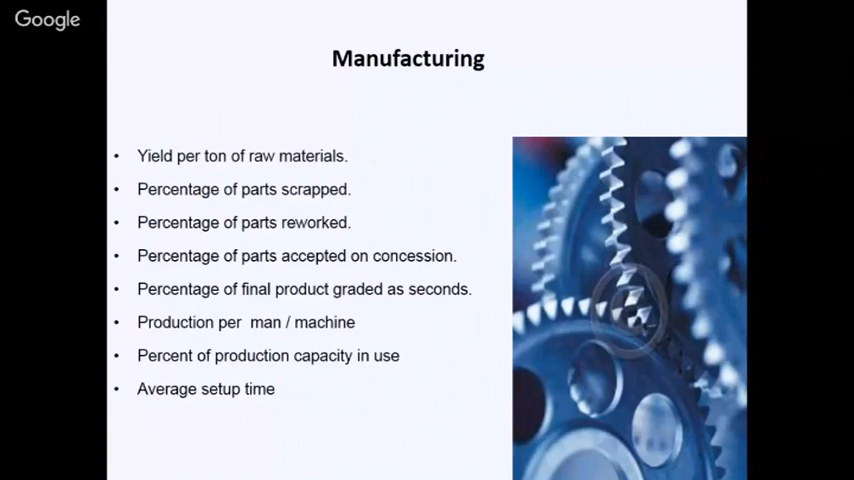 Google
Manufacturing
• Yield per ton of raw materials.
• Percentage of parts scrapped.
• Percentage of parts reworked.
• Percentage of parts accepted on concession.
• Percentage of final product graded as seconds.
• Production per man / machine
• Percent of production capacity in use
• Average setup time